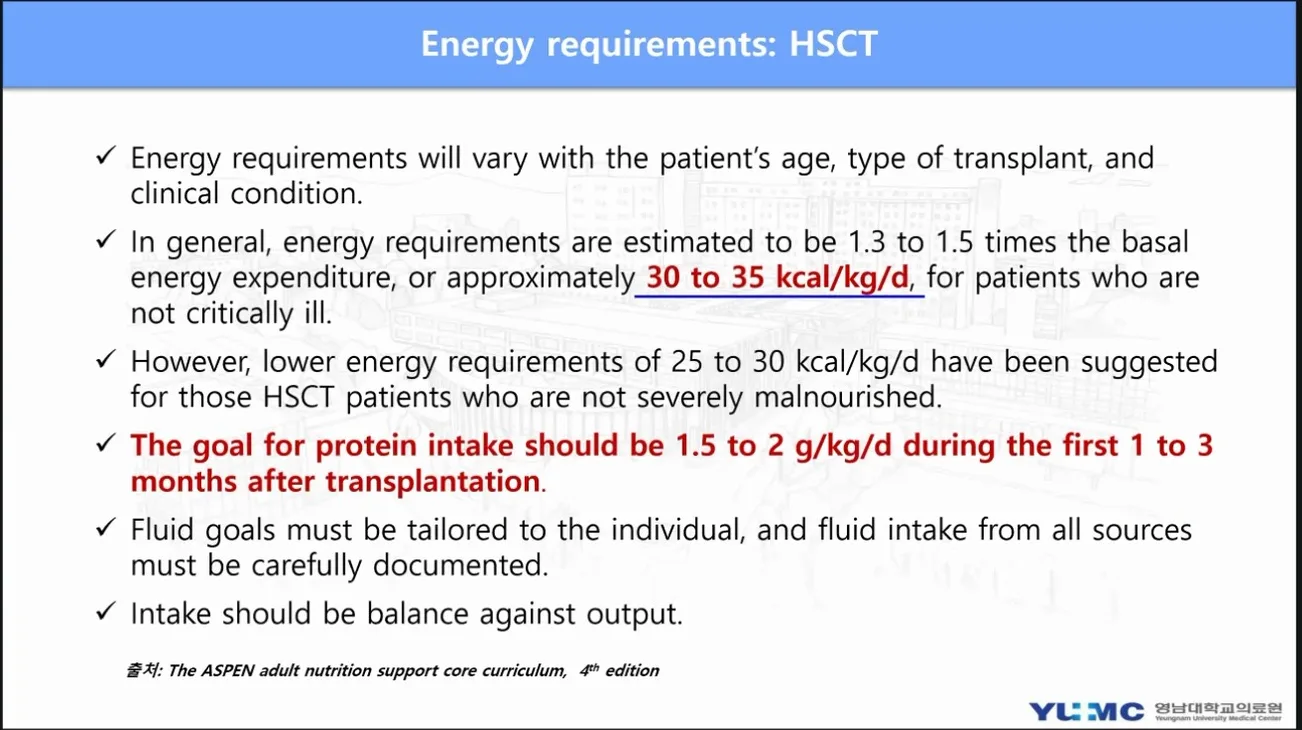 Energy requirements: HSCT
✓ Energy requirements will vary with the patient's age, type of transplant, and
clinical condition.
✓ In general, energy requirements are estimated to be 1.3 to 1.5 times the basal
energy expenditure, or approximately 30 to 35 kcal/kg/d, for patients who are
not critically ill.
✓ However, lower energy requirements of 25 to 30 kcal/kg/d have been suggested
for those HSCT patients who are not severely malnourished.
✓ The goal for protein intake should be 1.5 to 2 g/kg/d during the first 1 to 3
months after transplantation.
✓ Fluid goals must be tailored to the individual, and fluid intake from all sources
must be carefully documented.
✓ Intake should be balance against output.
출처: The ASPEN adult nutrition support core curriculum, 4th edition
YUMC 영남대학교의료원
Yeungnam University Medical Center